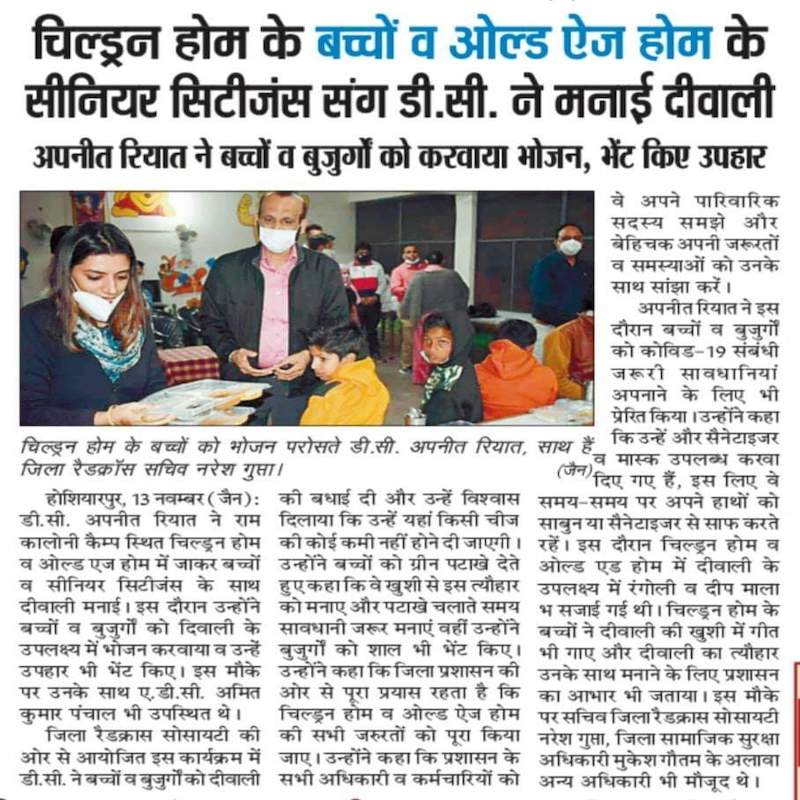 चिल्ड्रन होम के बच्चों व ओल्ड ऐज होम के
सीनियर सिटीजंस संग डी.सी. ने मनाई दीवाली
अपनीत रियात ने बच्चों व बुजुर्गों को करवाया भोजन, भेंट किए उपहार
चिल्ड्रन होम के बच्चों को भोजन परोसते डी.सी. अपनीत रियात, साथ हैं
जिला रैडक्रॉस सचिव नरेश गुप्ता।
(जैन)
होशियारपुर, 13 नवम्बर (जैन):
डी.सी. अपनीत रियात ने राम
कालोनी कैम्प स्थित चिल्ड्रन होम
व ओल्ड एज होम में जाकर बच्चों
व सीनियर सिटीजंस के साथ
दीवाली मनाई। इस दौरान उन्होंने
बच्चों व बुजुर्गों को दिवाली के
उपलक्ष्य में भोजन करवाया व उन्हें
उपहार भी भेंट किए। इस मौके
पर उनके साथ ए.डी.सी. अमित
कुमार पंचाल भी उपस्थित थे।
जिला रैडक्रास सोसायटी की
ओर से आयोजित इस कार्यक्रम में
डी.सी. ने बच्चों व बुजुर्गों को दीवाली
की बधाई दी और उन्हें विश्वास
दिलाया कि उन्हें यहां किसी चीज
की कोई कमी नहीं होने दी जाएगी।
उन्होंने बच्चों को ग्रीन पटाखे देते
हुए कहा कि वे खुशी से इस त्यौहार
को मनाए और पटाखे चलाते समय
सावधानी जरूर मनाएं वहीं उन्होंने
बुजुर्गों को शाल भी भेंट किए।
उन्होंने कहा कि जिला प्रशासन की
ओर से पूरा प्रयास रहता है कि
चिल्ड्रन होम व ओल्ड ऐज होम
की सभी जरुरतों को पूरा किया
जाए। उन्होंने कहा कि प्रशासन के
सभी अधिकारी व कर्मचारियों को
वे अपने पारिवारिक
सदस्य समझे और
बेहिचक अपनी जरूरतों
व समस्याओं को उनके
साथ सांझा करें।
अपनीत रियात ने इस
दौरान बच्चों व बुजुर्गों
को कोविड-19 संबंधी
जरूरी सावधानियां
अपनाने के लिए भी
प्रेरित किया। उन्होंने कहा
कि उन्हें और सैनेटाइजर
व मास्क उपलब्ध करवा
दिए गए हैं, इस लिए वे
समय-समय पर अपने हाथों को
साबुन या सैनेटाइजर से साफ करते
रहें। इस दौरान चिल्ड्रन होम व
ओल्ड एड होम में दीवाली के
उपलक्ष्य में रंगोली व दीप माला
भ सजाई गई थी। चिल्ड्रन होम के
बच्चों ने दीवाली की खुशी में गीत
भी गाए और दीवाली का त्यौहार
उनके साथ मनाने के लिए प्रशासन
का आभार भी जताया। इस मौके
पर सचिव जिला रैडक्रास सोसायटी
नरेश गुप्ता, जिला सामाजिक सुरक्षा
अधिकारी मुकेश गौतम के अलावा
अन्य अधिकारी भी मौजूद थे।